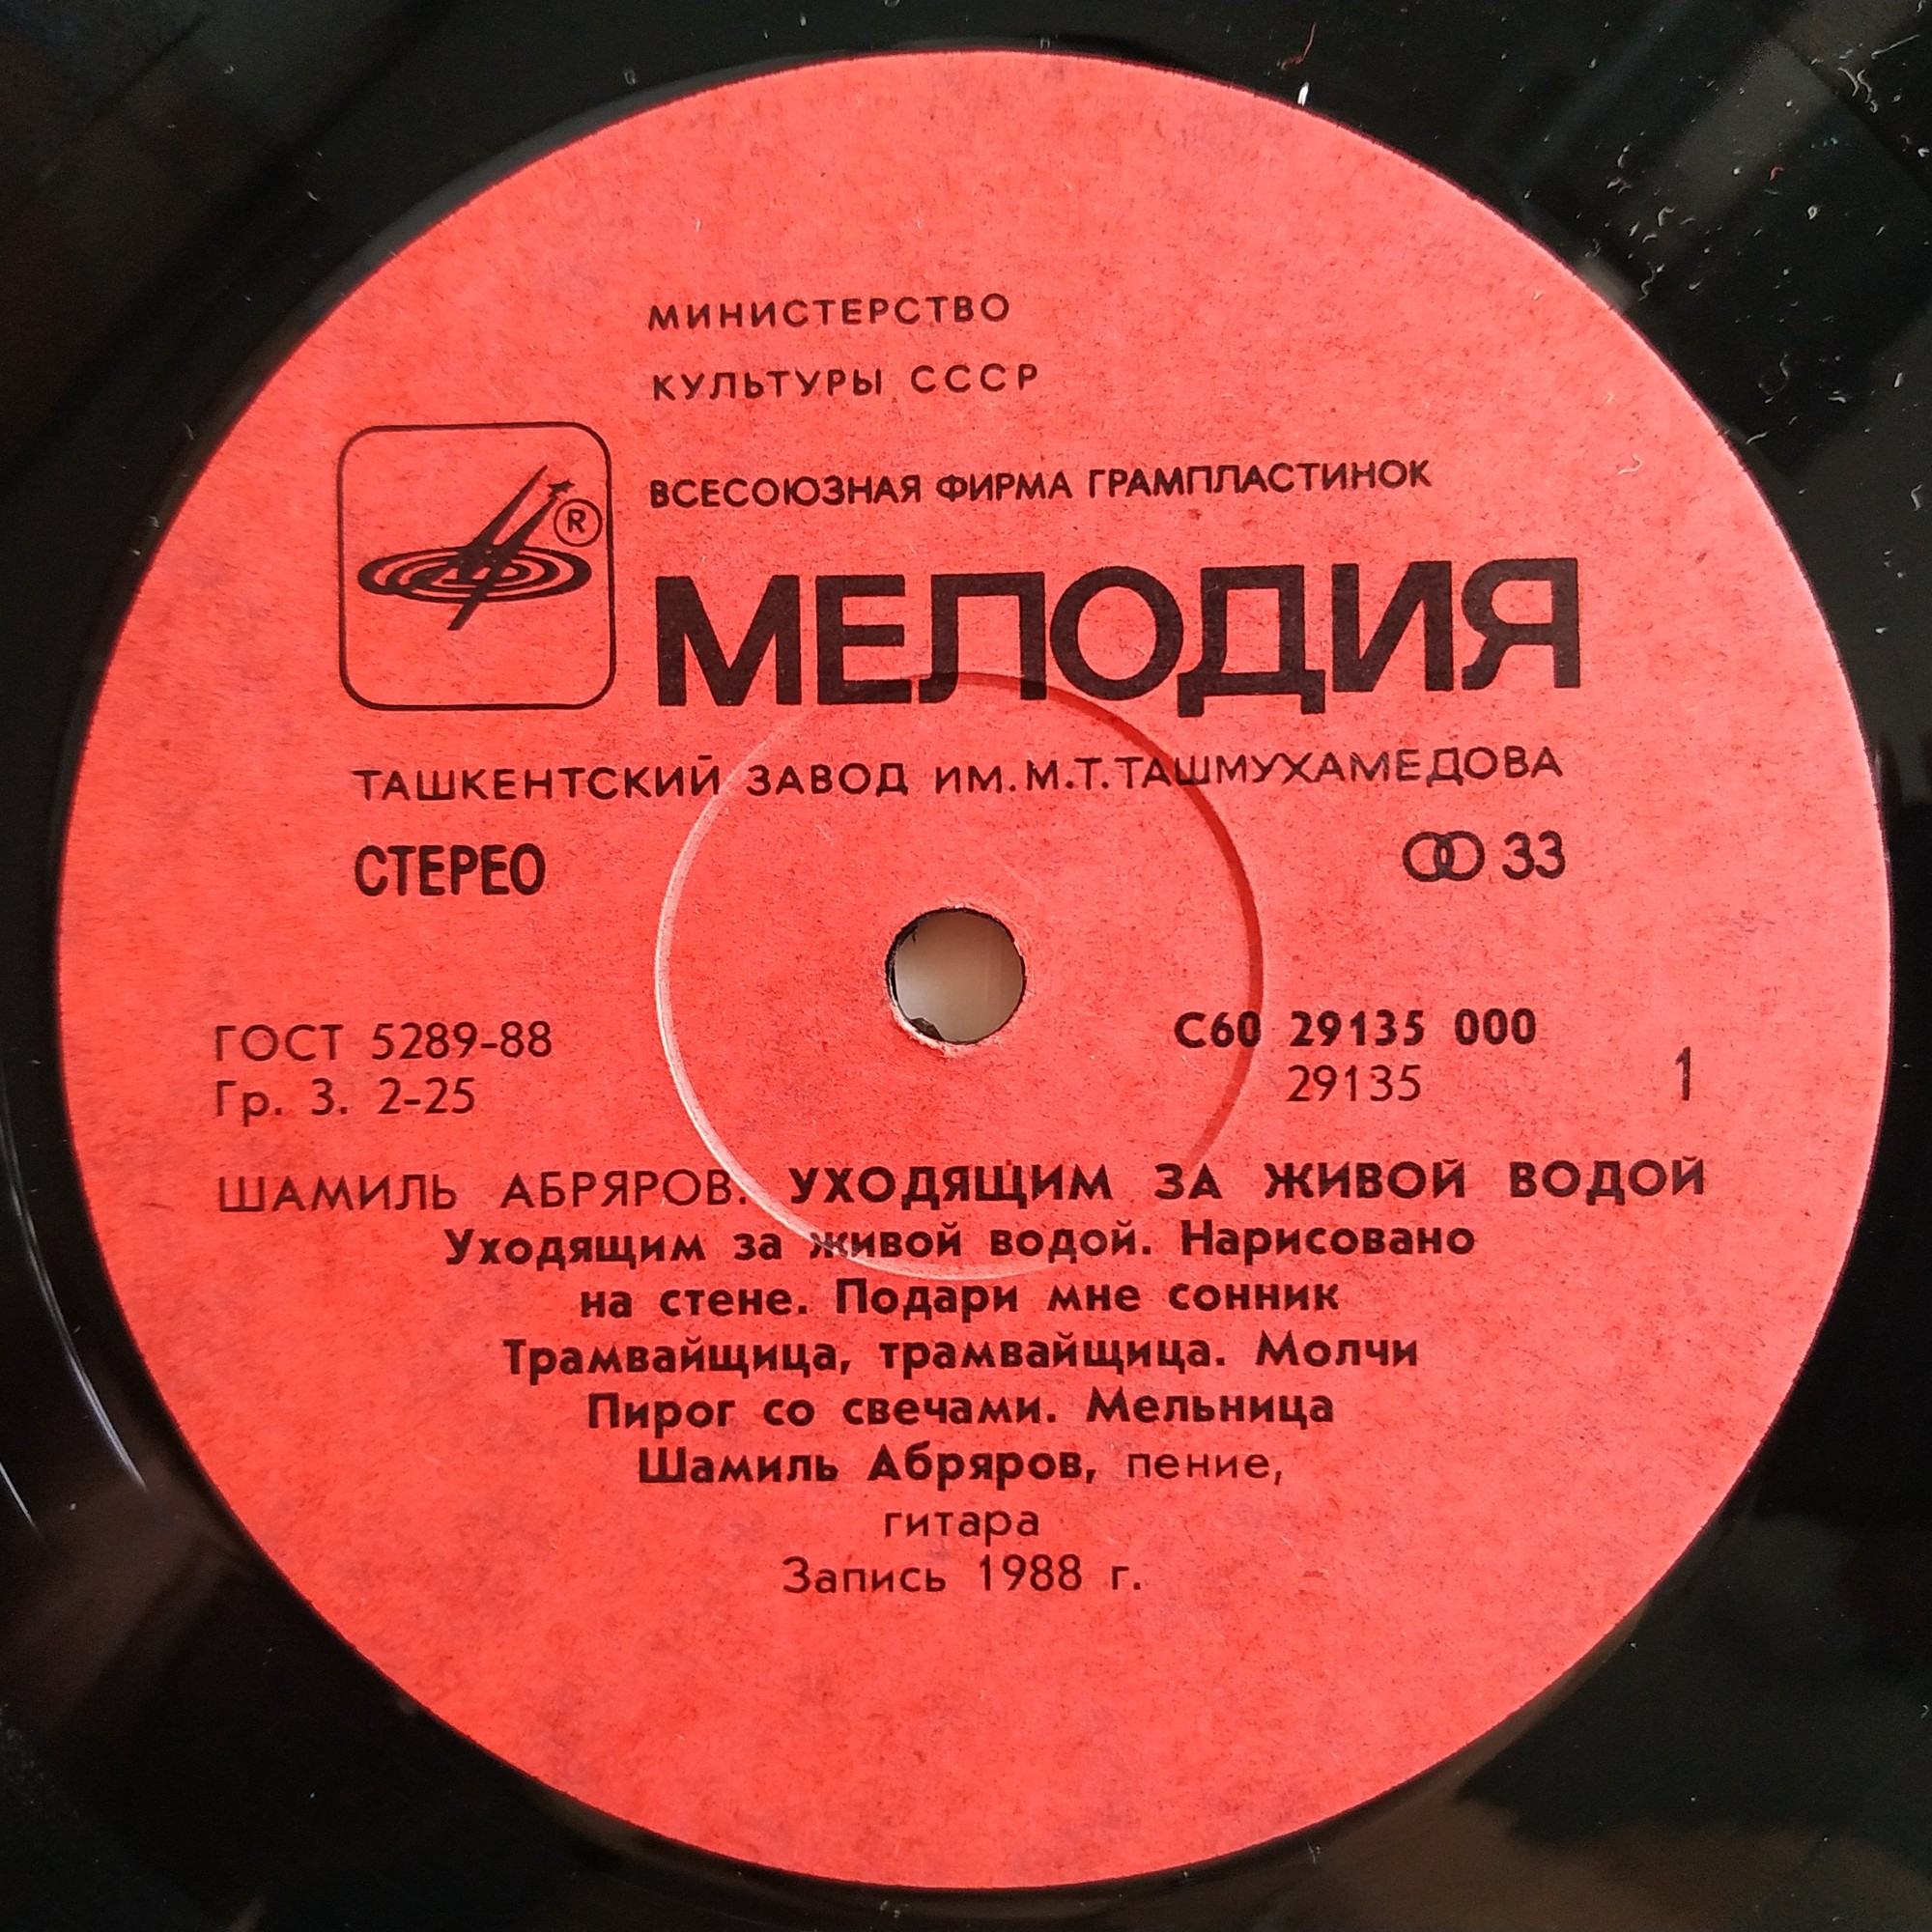 МИНИСТЕРСТВО
КУЛЬТУРЫ СССР
ВСЕСОЮЗНАЯ ФИРМА ГРАМПЛАСТИНОК
®
МЕЛОДИЯ
ТАШКЕНТСКИЙ ЗАВОД ИМ. М.Т. ТАШМУХАМЕДОВА
СТЕРЕО 33
ГОСТ 5289-88 С60 29135 000
Гр. 3. 2-25 29135 1
ШАМИЛЬ АБРЯРОВ. УХОДЯЩИМ ЗА ЖИВОЙ ВОДОЙ
Уходящим за живой водой. Нарисовано
на стене. Подари мне сонник
Трамвайщица, трамвайщица. Молчи
Пирог со свечами. Мельница
Шамиль Абряров, пение,
гитара
Запись 1988 г.